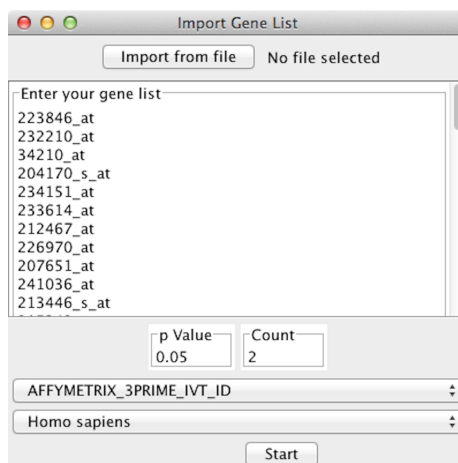 Import Gene List
Import from file No file selected
Enter your gene list
223846_at
232210_at
34210_at
204170_s_at
234151_at
233614_at
212467_at
226970_at
207651_at
241036_at
213446_s_at
p Value Count
0.05 2
AFFYMETRIX_3PRIME_IVT_ID
Homo sapiens
Start